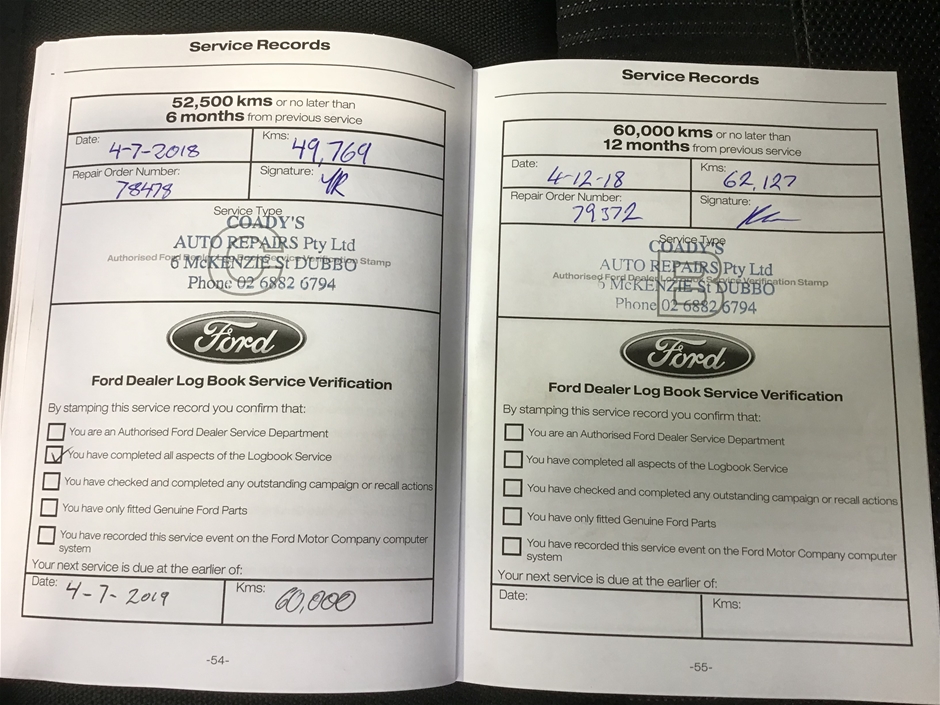 Service Records
52,500 kms or no later than
6 months from previous service
Date: 4-7-2018 Kms: 49,769
Repair Order Number: 78478 Signature:
Service Type
COADY'S
AUTO REPAIRS Pty Ltd
Authorised Ford Dealer Log Book Service Verification Stamp
6 McKENZIE St DUBBO
Phone 02 6882 6794
Ford
Ford Dealer Log Book Service Verification
By stamping this service record you confirm that:
You are an Authorised Ford Dealer Service Department
You have completed all aspects of the Logbook Service
You have checked and completed any outstanding campaign or recall actions
You have only fitted Genuine Ford Parts
You have recorded this service event on the Ford Motor Company computer
system
Your next service is due at the earlier of:
Date: 4-7-2019 Kms: 60,000
-54-
Service Records
60,000 kms or no later than
12 months from previous service
Date: 4-12-18 Kms: 62,127
Repair Order Number: 79372 Signature:
Service Type
COADY'S
AUTO REPAIRS Pty Ltd
Authorised Ford Dealer Log Book Service Verification Stamp
McKENZIE St DUBBO
Phone 02 6882 6794
Ford
Ford Dealer Log Book Service Verification
By stamping this service record you confirm that:
You are an Authorised Ford Dealer Service Department
You have completed all aspects of the Logbook Service
You have checked and completed any outstanding campaign or recall actions
You have only fitted Genuine Ford Parts
You have recorded this service event on the Ford Motor Company computer
system
Your next service is due at the earlier of:
Date: Kms:
-55-